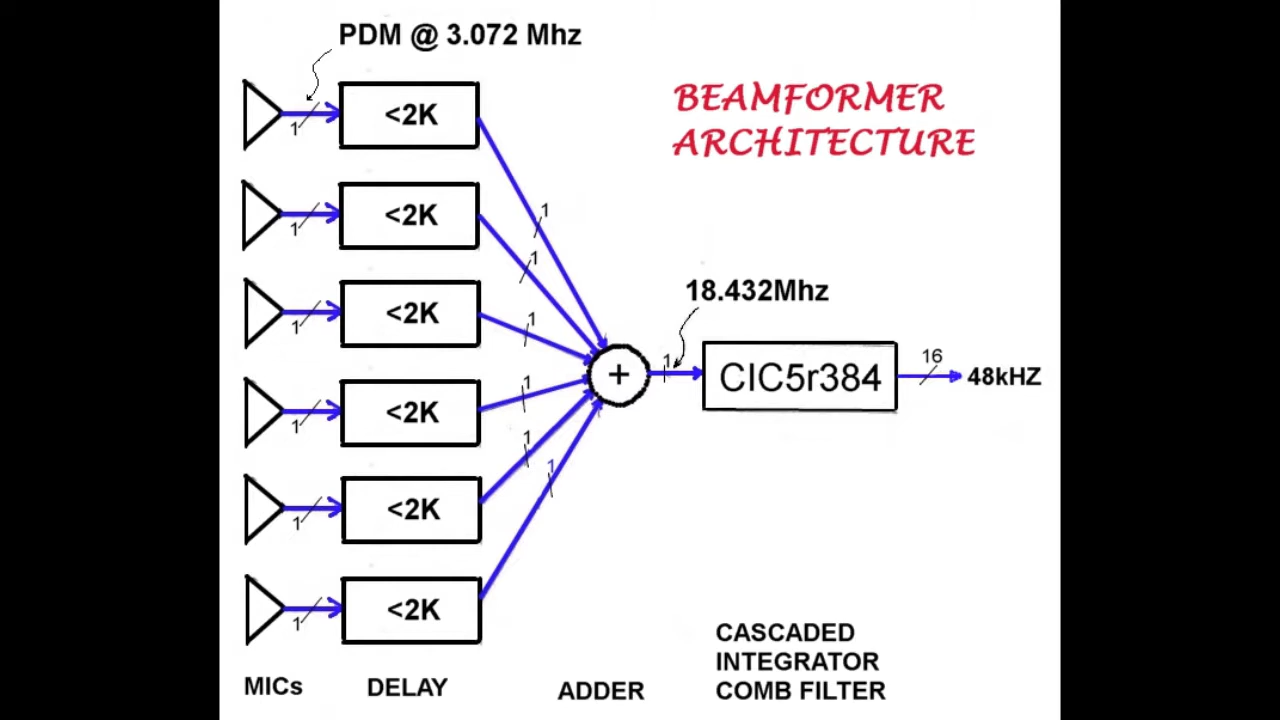 PDM @ 3.072 Mhz
BEAMFORMER
ARCHITECTURE
1
<2K
1
<2K
1
<2K
1
<2K
1
<2K
1
<2K
1
1
1
1
1
1
+
1
18.432Mhz
CIC5r384
16
48kHZ
MICs
DELAY
ADDER
CASCADED
INTEGRATOR
COMB FILTER